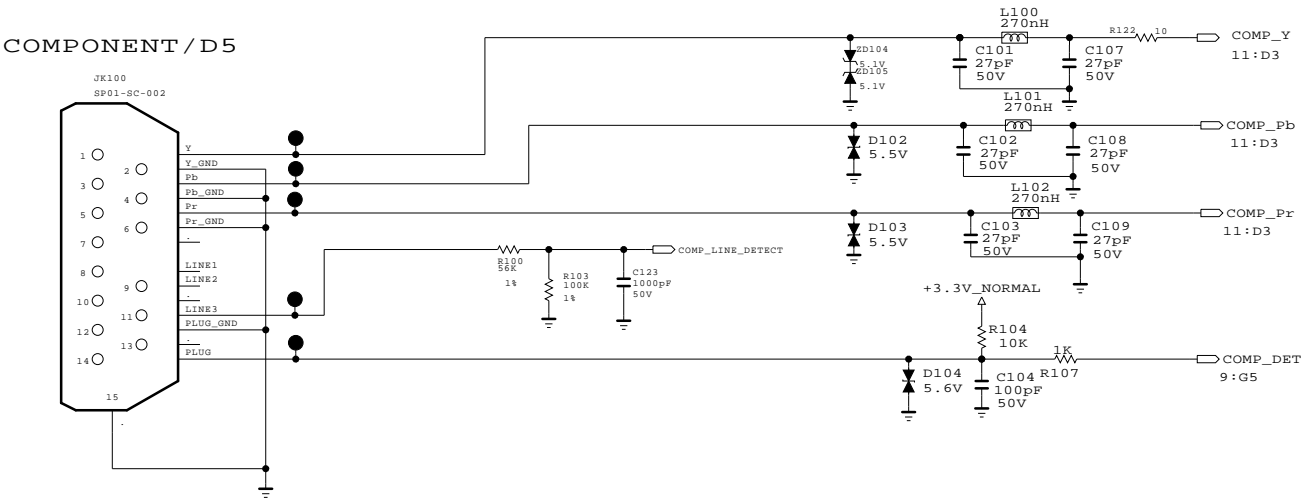 COMPONENT/D5
JK100
SP01-SC-002
1
2
3
4
5
6
7
8
9
10
11
12
13
14
15
.
Y
Y_GND
Pb
Pb_GND
Pr
Pr_GND
.
LINE1
LINE2
.
LINE3
PLUG_GND
.
PLUG
ZD104
5.1V
ZD105
5.1V
C101
27pF
50V
L100
270nH
C107
27pF
50V
R122
10
COMP_Y
11:D3
D102
5.5V
C102
27pF
50V
L101
270nH
C108
27pF
50V
COMP_Pb
11:D3
D103
5.5V
C103
27pF
50V
L102
270nH
C109
27pF
50V
COMP_Pr
11:D3
R100
56K
1%
R103
100K
1%
C123
1000pF
50V
COMP_LINE_DETECT
+3.3V_NORMAL
R104
10K
D104
5.6V
C104
100pF
50V
1K
R107
COMP_DET
9:G5